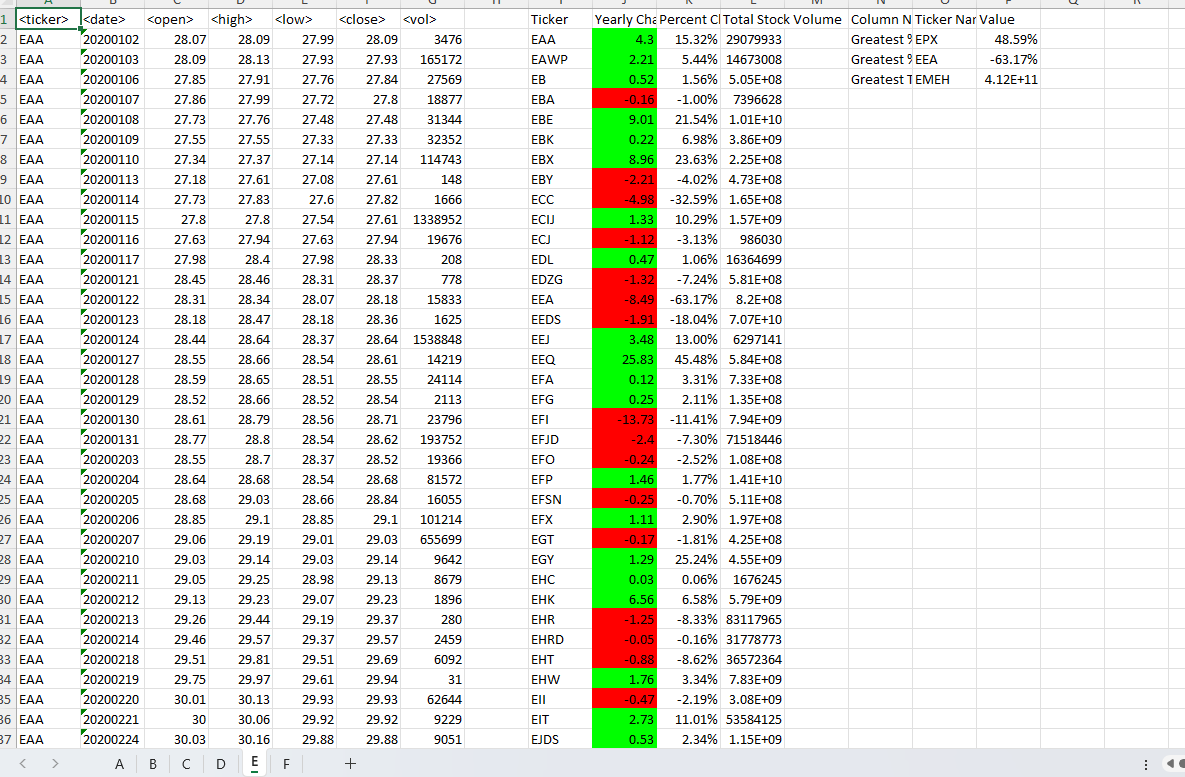 <ticker> <date> <open> <high> <low> <close> <vol> Ticker Yearly Cha Percent C Total Stock Volume Column N Ticker Nar Value
2 EAA 20200102 28.07 28.09 27.99 28.09 3476 EAA 4.3 15.32% 29079933 Greatest % EPX 48.59%
3 EAA 20200103 28.09 28.13 27.93 27.93 165172 EAWP 2.21 5.44% 14673008 Greatest % EEA -63.17%
4 EAA 20200106 27.85 27.91 27.76 27.84 27569 EB 0.52 1.56% 5.05E+08 Greatest T EMEH 4.12E+11
5 EAA 20200107 27.86 27.99 27.72 27.8 18877 EBA -0.16 -1.00% 7396628
6 EAA 20200108 27.73 27.76 27.48 27.48 31344 EBE 9.01 21.54% 1.01E+10
7 EAA 20200109 27.55 27.55 27.33 27.33 32352 EBK 0.22 6.98% 3.86E+09
8 EAA 20200110 27.34 27.37 27.14 27.14 114743 EBX 8.96 23.63% 2.25E+08
9 EAA 20200113 27.18 27.61 27.08 27.61 148 EBY -2.21 -4.02% 4.73E+08
10 EAA 20200114 27.73 27.83 27.6 27.82 1666 ECC -4.98 -32.59% 1.65E+08
11 EAA 20200115 27.8 27.8 27.54 27.61 1338952 ECIJ 1.33 10.29% 1.57E+09
12 EAA 20200116 27.63 27.94 27.63 27.94 19676 ECJ -1.12 -3.13% 986030
13 EAA 20200117 27.98 28.4 27.98 28.33 208 EDL 0.47 1.06% 16364699
14 EAA 20200121 28.45 28.46 28.31 28.37 778 EDZG -1.32 -7.24% 5.81E+08
15 EAA 20200122 28.31 28.34 28.07 28.18 15833 EEA -8.49 -63.17% 8.2E+08
16 EAA 20200123 28.18 28.47 28.18 28.36 1625 EEDS -1.91 -18.04% 7.07E+10
17 EAA 20200124 28.44 28.64 28.37 28.64 1538848 EEJ 3.48 13.00% 6297141
18 EAA 20200127 28.55 28.66 28.54 28.61 14219 EEQ 25.83 45.48% 5.84E+08
19 EAA 20200128 28.59 28.65 28.51 28.55 24114 EFA 0.12 3.31% 7.33E+08
20 EAA 20200129 28.52 28.66 28.52 28.54 2113 EFG 0.25 2.11% 1.35E+08
21 EAA 20200130 28.61 28.79 28.56 28.71 23796 EFI -13.73 -11.41% 7.94E+09
22 EAA 20200131 28.77 28.8 28.54 28.62 193752 EFJD -2.4 -7.30% 71518446
23 EAA 20200203 28.55 28.7 28.37 28.52 19366 EFO -0.24 -2.52% 1.08E+08
24 EAA 20200204 28.64 28.68 28.54 28.68 81572 EFP 1.46 1.77% 1.41E+10
25 EAA 20200205 28.68 29.03 28.66 28.84 16055 EFSN -0.25 -0.70% 5.11E+08
26 EAA 20200206 28.85 29.1 28.85 29.1 101214 EFX 1.11 2.90% 1.97E+08
27 EAA 20200207 29.06 29.19 29.01 29.03 655699 EGT -0.17 -1.81% 4.25E+08
28 EAA 20200210 29.03 29.14 29.03 29.14 9642 EGY 1.29 25.24% 4.55E+09
29 EAA 20200211 29.05 29.25 28.98 29.13 8679 EHC 0.03 0.06% 1676245
30 EAA 20200212 29.13 29.23 29.07 29.23 1896 EHK 6.56 6.58% 5.79E+09
31 EAA 20200213 29.26 29.44 29.19 29.37 280 EHR -1.25 -8.33% 83117965
32 EAA 20200214 29.46 29.57 29.37 29.57 2459 EHRD -0.05 -0.16% 31778773
33 EAA 20200218 29.51 29.81 29.51 29.69 6092 EHT -0.88 -8.62% 36572364
34 EAA 20200219 29.75 29.97 29.61 29.94 31 EHW 1.76 3.34% 7.83E+09
35 EAA 20200220 30.01 30.13 29.93 29.93 62644 EII -0.47 -2.19% 3.08E+09
36 EAA 20200221 30 30.06 29.92 29.92 9229 EIT 2.73 11.01% 53584125
37 EAA 20200224 30.03 30.16 29.88 29.88 9051 EJDS 0.53 2.34% 1.15E+09
A B C D E F